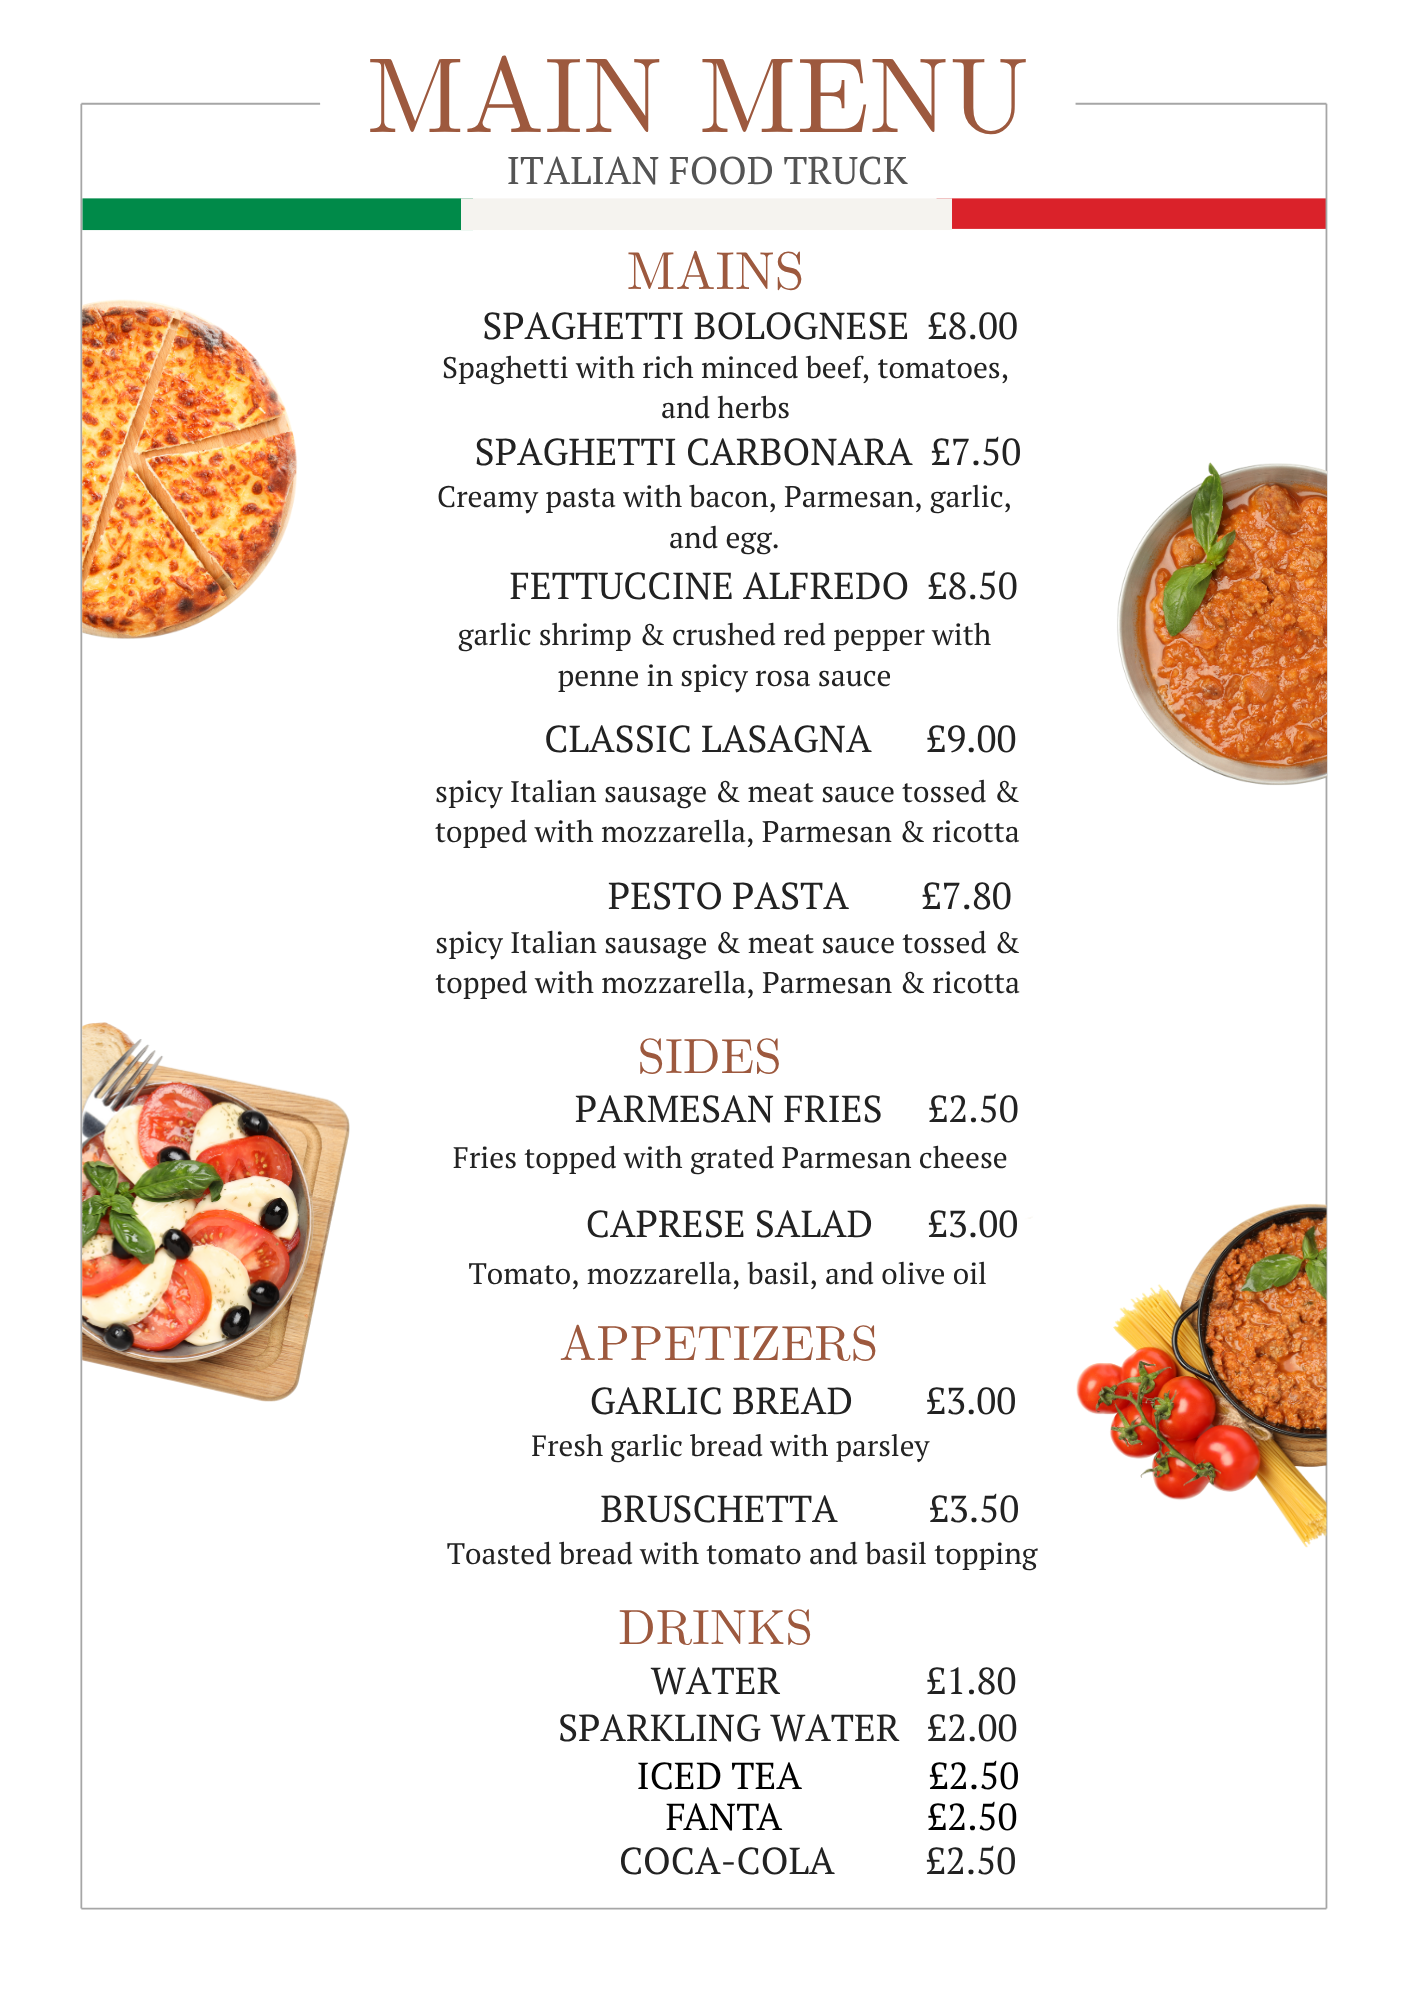 MAIN MENU
ITALIAN FOOD TRUCK
MAINS
SPAGHETTI BOLOGNESE £8.00
Spaghetti with rich minced beef, tomatoes,
and herbs
SPAGHETTI CARBONARA £7.50
Creamy pasta with bacon, Parmesan, garlic,
and egg.
FETTUCCINE ALFREDO £8.50
garlic shrimp & crushed red pepper with
penne in spicy rosa sauce
CLASSIC LASAGNA £9.00
spicy Italian sausage & meat sauce tossed &
topped with mozzarella, Parmesan & ricotta
PESTO PASTA £7.80
spicy Italian sausage & meat sauce tossed &
topped with mozzarella, Parmesan & ricotta
SIDES
PARMESAN FRIES £2.50
Fries topped with grated Parmesan cheese
CAPRESE SALAD £3.00
Tomato, mozzarella, basil, and olive oil
APPETIZERS
GARLIC BREAD £3.00
Fresh garlic bread with parsley
BRUSCHETTA £3.50
Toasted bread with tomato and basil topping
DRINKS
WATER £1.80
SPARKLING WATER £2.00
ICED TEA £2.50
FANTA £2.50
COCA-COLA £2.50